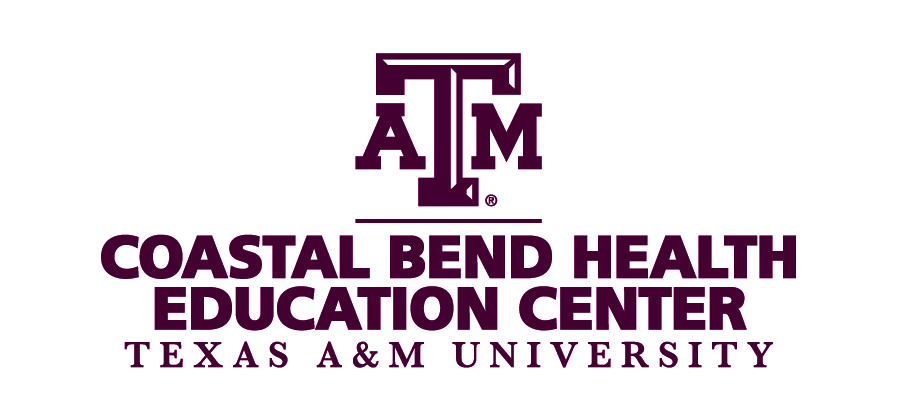 ATM®
COASTAL BEND HEALTH
EDUCATION CENTER
TEXAS A&M UNIVERSITY